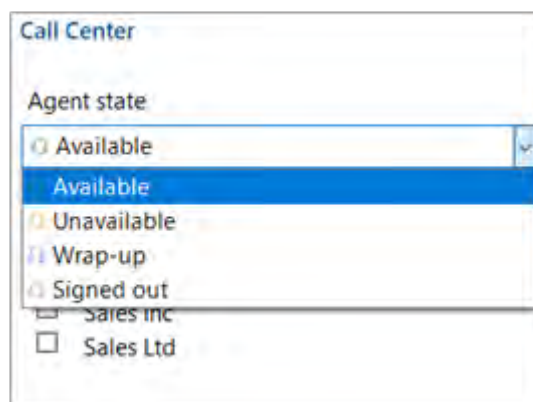 Call Center
Agent state
Available
Available
Unavailable
Wrap-up
Signed out
Sales Inc
Sales Ltd